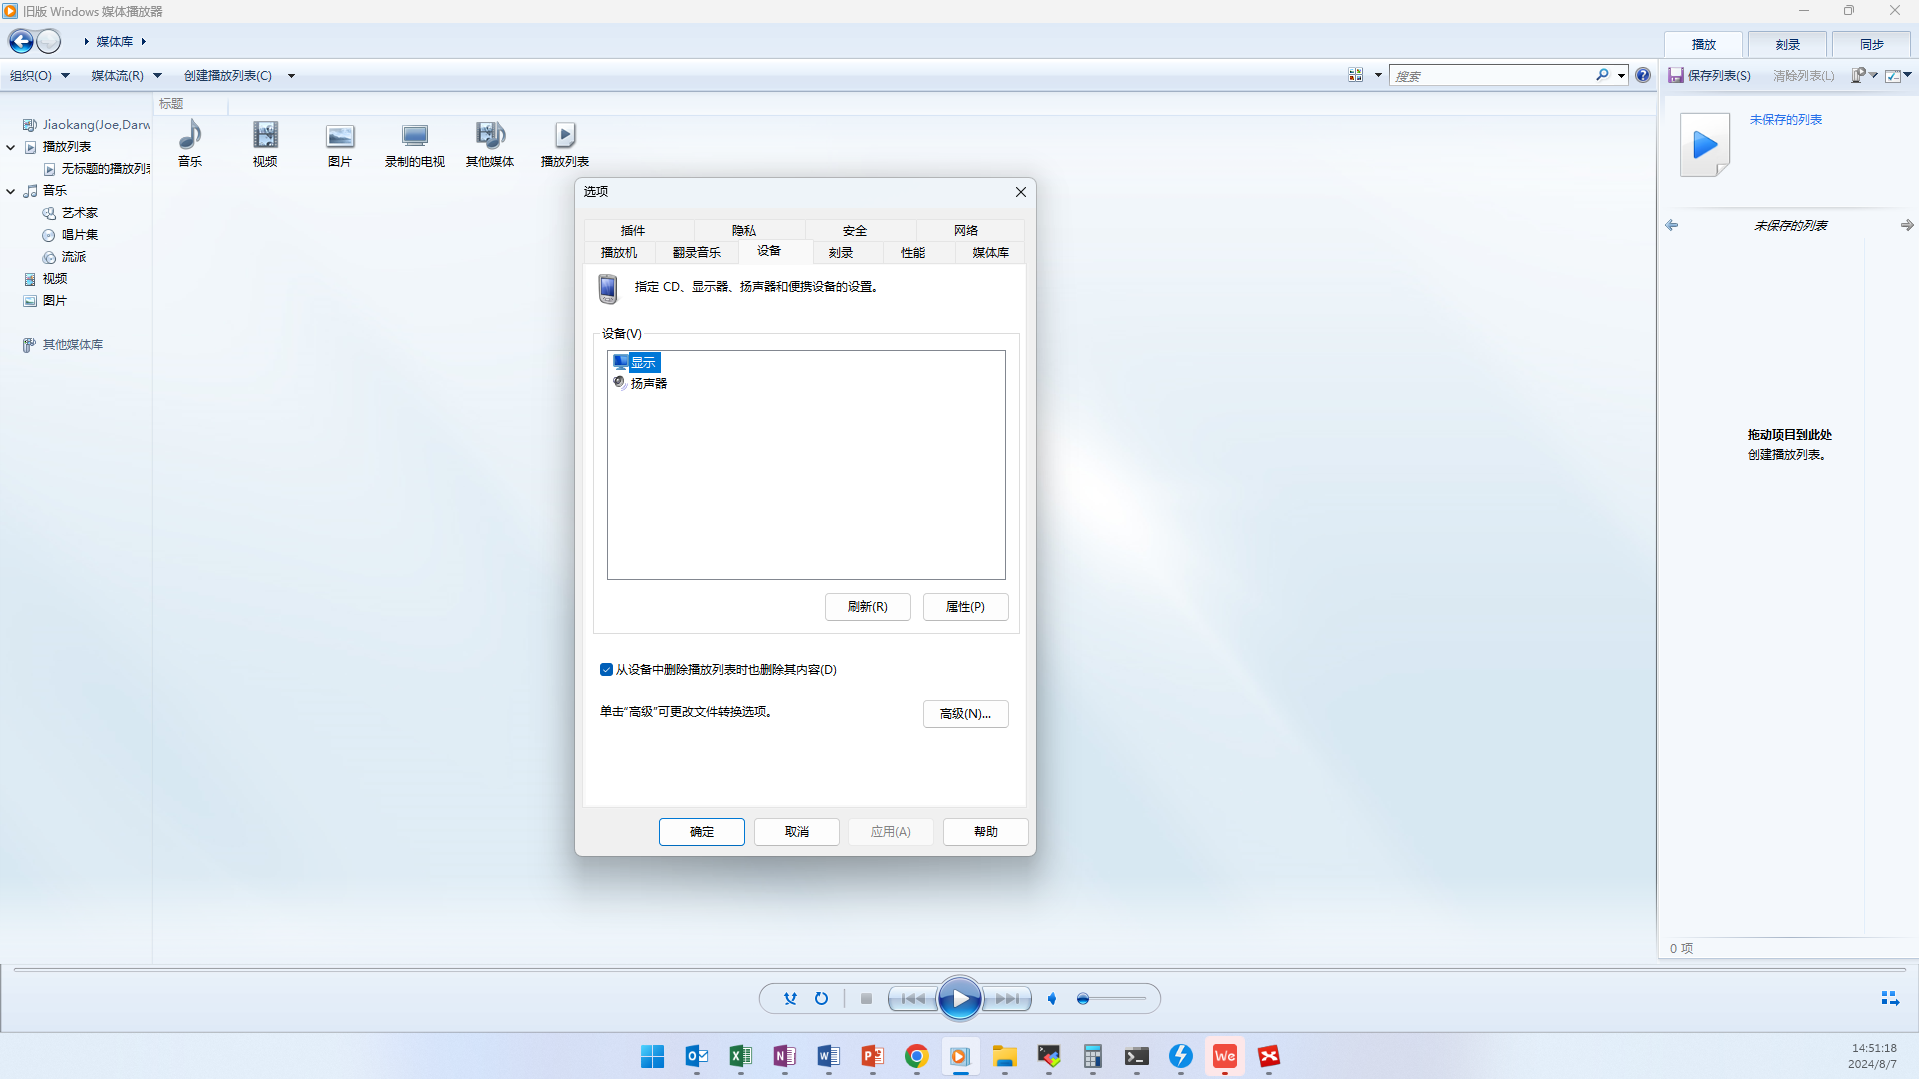 旧版 Windows 媒体播放器
媒体库
播放
刻录
同步
组织(O)
媒体流(R)
创建播放列表(C)
搜索
保存列表(S)
清除列表(L)
标题
Jiaokang(Joe,Darw
播放列表
无标题的播放列表
音乐
艺术家
唱片集
流派
视频
图片
其他媒体库
音乐
视频
图片
录制的电视
其他媒体
播放列表
未保存的列表
未保存的列表
拖动项目到此处
创建播放列表。
0 项
选项
插件
隐私
安全
网络
播放机
翻录音乐
设备
刻录
性能
媒体库
指定 CD、显示器、扬声器和便携设备的设置。
设备(V)
显示
扬声器
刷新(R)
属性(P)
从设备中删除播放列表时也删除其内容(D)
单击“高级”可更改文件转换选项。
高级(N)...
确定
取消
应用(A)
帮助
We
14:51:18
2024/8/7